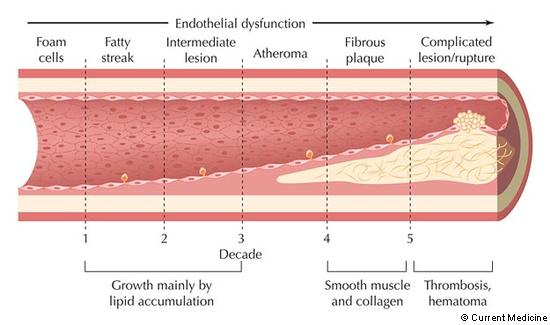 Endothelial dysfunction
Foam cells
Fatty streak
Intermediate lesion
Atheroma
Fibrous plaque
Complicated lesion/rupture
1 2 3 4 5
Decade
Growth mainly by
lipid accumulation
Smooth muscle
and collagen
Thrombosis,
hematoma
© Current Medicine